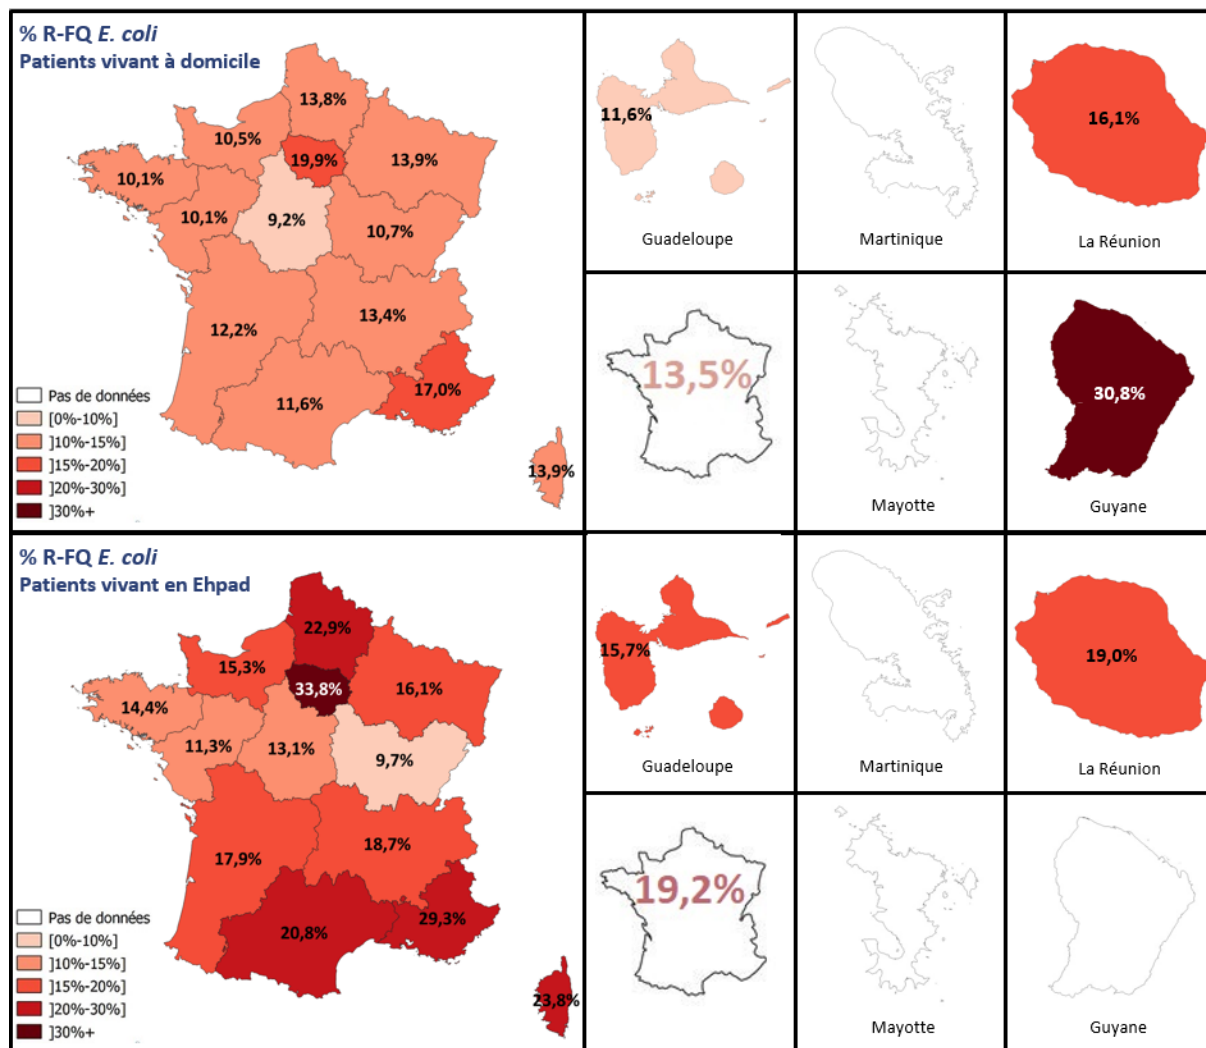 % R-FQ E. coli
Patients vivant à domicile
13,8%
10,5%
19,9%
13,9%
10,1%
10,1%
9,2%
10,7%
12,2%
13,4%
17,0%
11,6%
13,9%
Pas de données
[0%-10%]
]10%-15%]
]15%-20%]
]20%-30%]
]30%+
11,6%
Guadeloupe
Martinique
16,1%
La Réunion
13,5%
Mayotte
30,8%
Guyane
% R-FQ E. coli
Patients vivant en Ehpad
22,9%
15,3%
33,8%
16,1%
14,4%
11,3%
13,1%
9,7%
17,9%
18,7%
29,3%
20,8%
23,8%
Pas de données
[0%-10%]
]10%-15%]
]15%-20%]
]20%-30%]
]30%+
15,7%
Guadeloupe
Martinique
19,0%
La Réunion
19,2%
Mayotte
Guyane